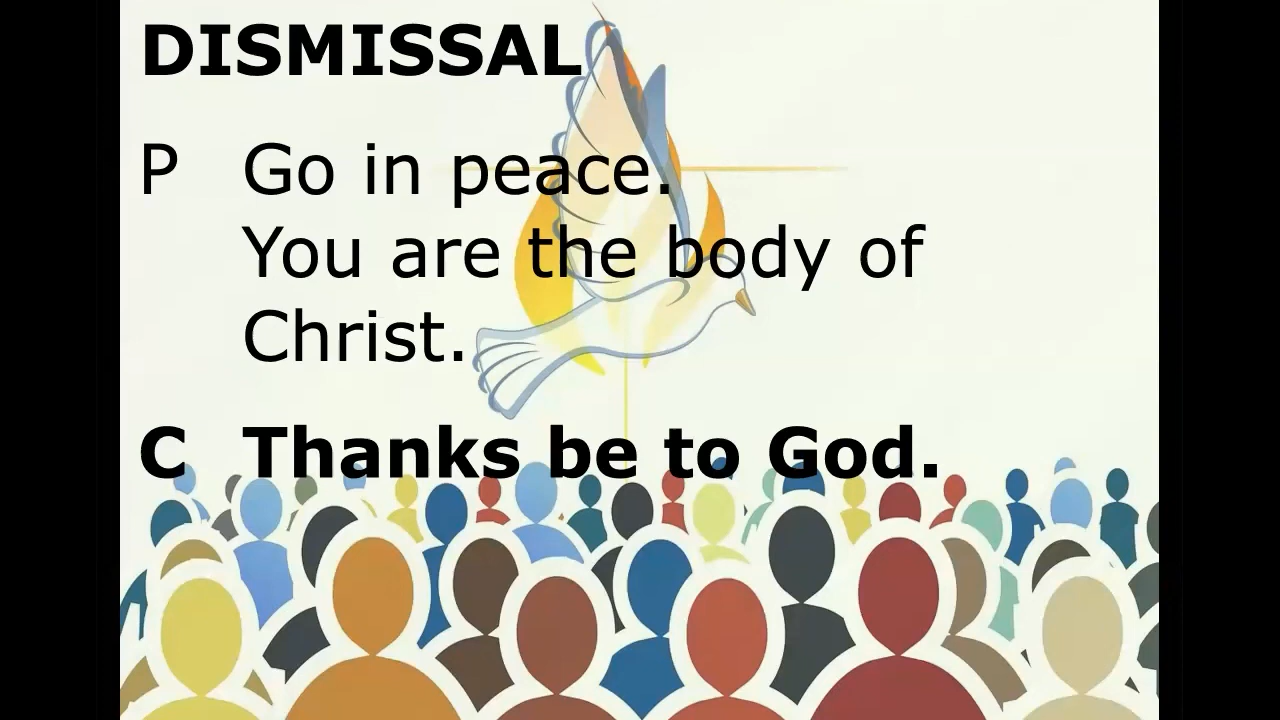 DISMISSAL
P Go in peace.
You are the body of
Christ.
C Thanks be to God.